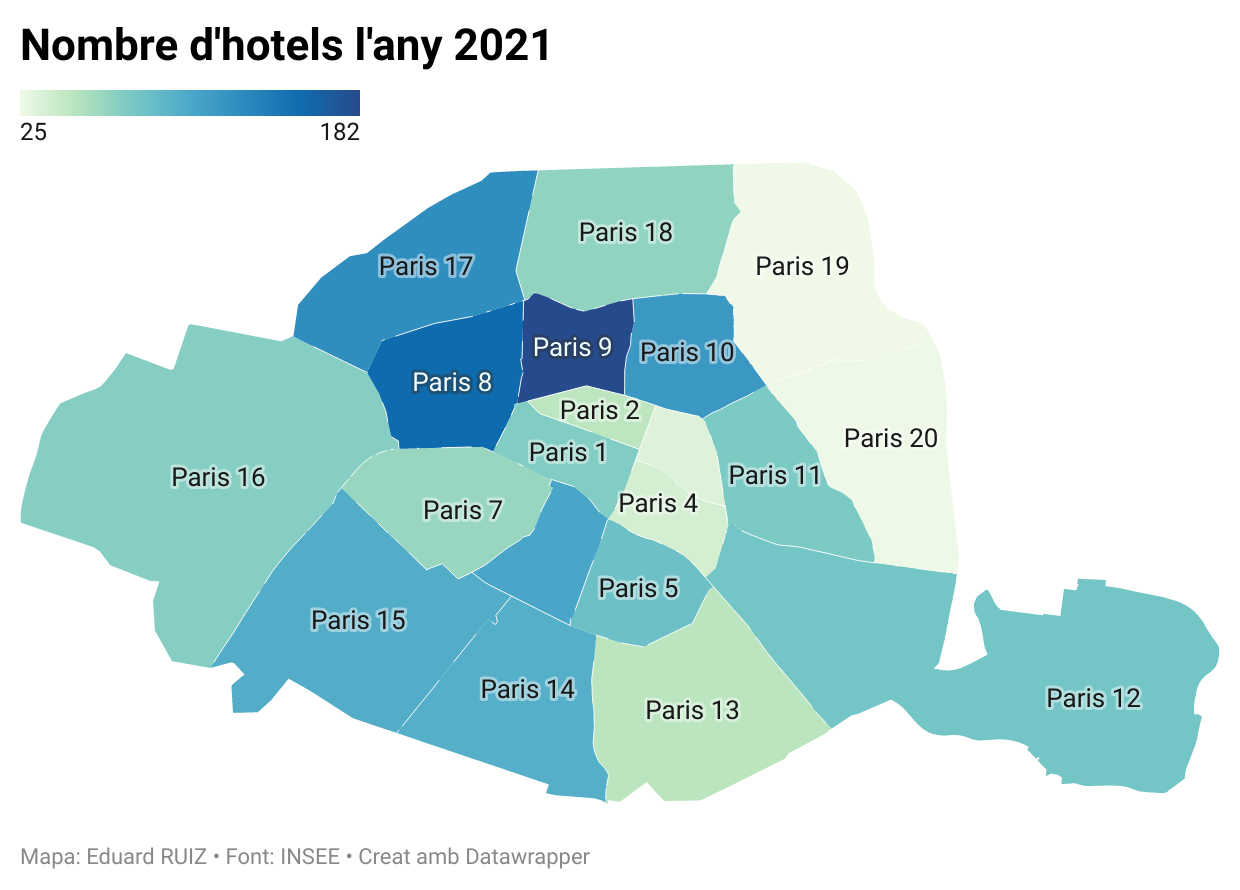 Nombre d'hotels l'any 2021
25 182
Paris 18
Paris 17
Paris 19
Paris 9
Paris 10
Paris 8
Paris 2
Paris 20
Paris 1
Paris 16
Paris 11
Paris 4
Paris 7
Paris 5
Paris 15
Paris 14
Paris 12
Paris 13
Mapa: Eduard RUIZ • Font: INSEE • Creat amb Datawrapper